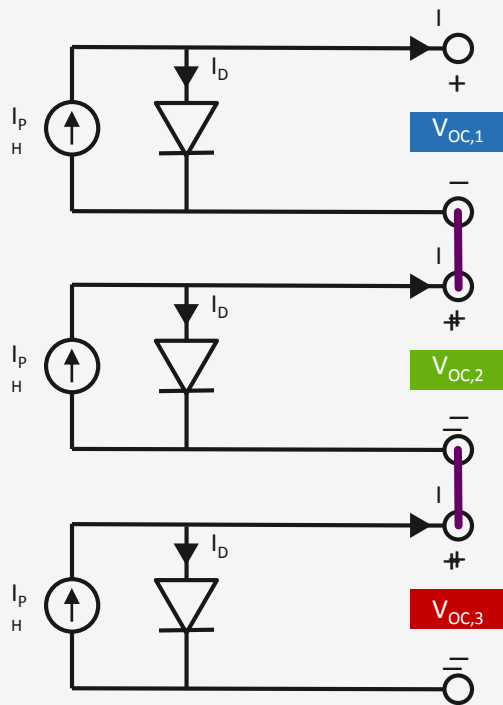 I
I_D
+
I_P
H
V_OC,1
−
I
I_D
+
I_P
H
V_OC,2
−
I
I_D
+
I_P
H
V_OC,3
−